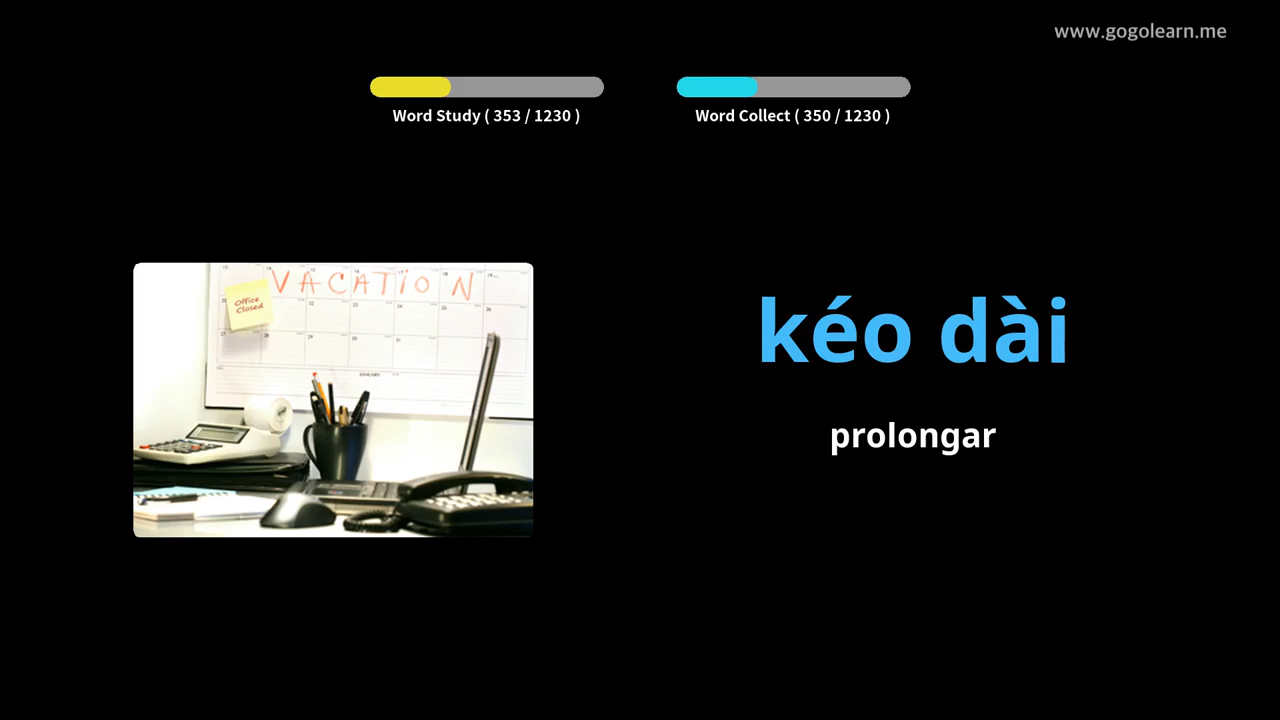 www.gogolearn.me
Word Study ( 353 / 1230 )
Word Collect ( 350 / 1230 )
VACATION
Office
Closed
kéo dài
prolongar